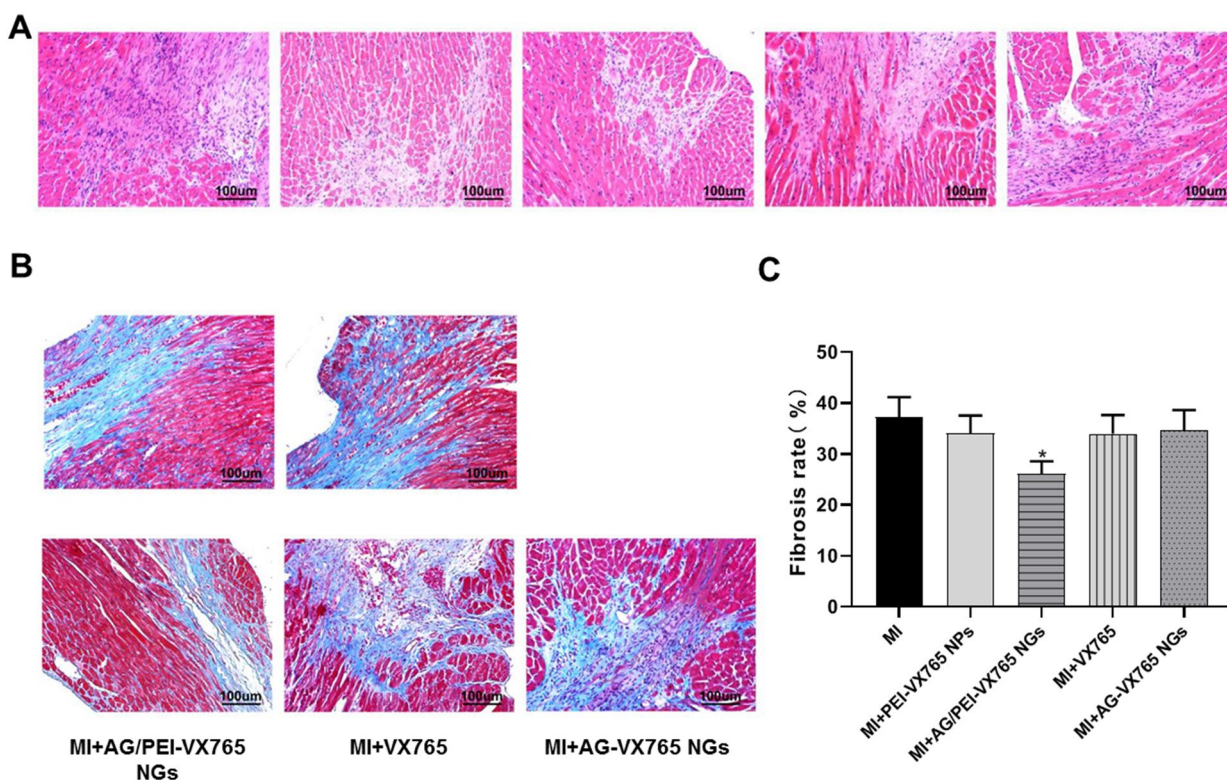 A
100um
100um
100um
100um
100um
B
100um
100um
100um
100um
100um
MI+AG/PEI-VX765
NGs
MI+VX765
MI+AG-VX765 NGs
C
Fibrosis rate( %)
50
40
30
20
10
0
*
MI
MI+PEI-VX765 NPs
MI+AG/PEI-VX765 NGs
MI+VX765
MI+AG-VX765 NGs